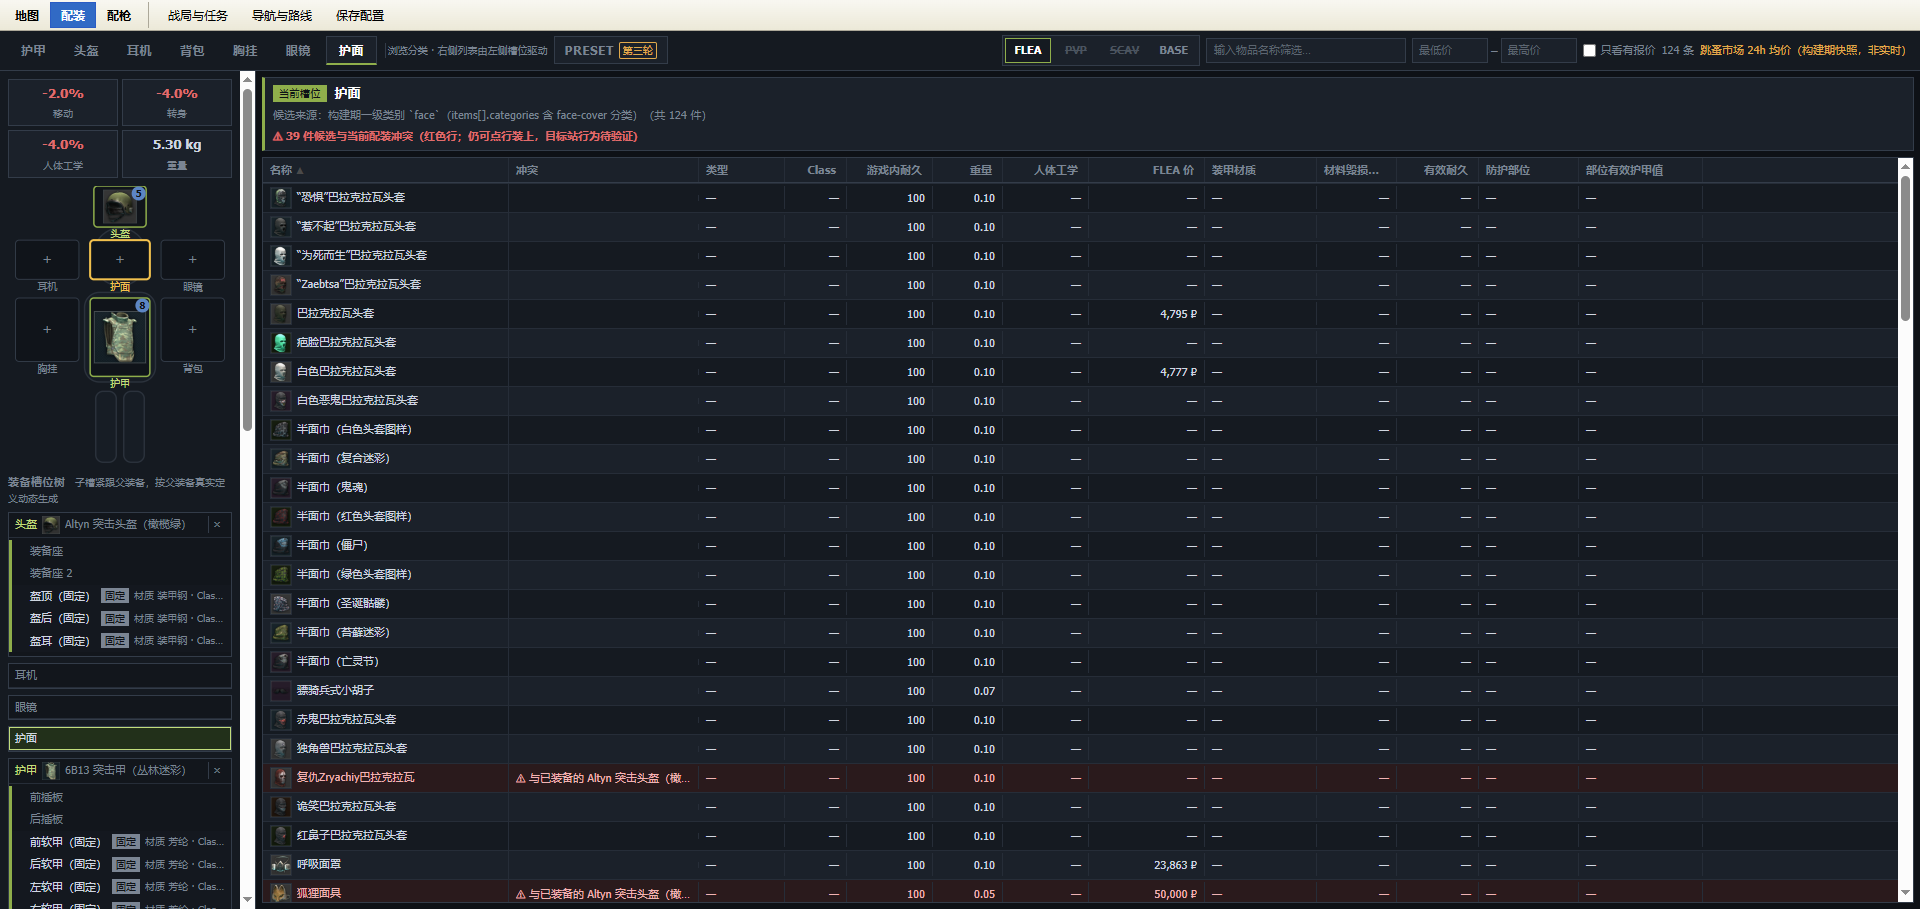 地图 配装 配枪 战局与任务 导航与路线 保存配置
护甲 头盔 耳机 背包 胸挂 眼镜 护面 浏览分类 · 右侧列表由左侧槽位驱动 PRESET 第三轮 FLEA PVP SCAV BASE 输入物品名称筛选... 最低价 — 最高价 只看有报价 124 条 跳蚤市场 24h 均价（构建期快照，非实时）
-2.0% -4.0%
移动 转身
-4.0% 5.30 kg
人体工学 重量
5
头盔
+ + +
耳机 护面 眼镜
+ 8 +
胸挂 护甲 背包
装备槽位树 子槽紧跟父装备，按父装备真实定
义动态生成
头盔 Altyn 突击头盔（橄榄绿） ×
装备座
装备座 2
盔顶（固定） 固定 材质 装甲钢 · Clas...
盔后（固定） 固定 材质 装甲钢 · Clas...
盔耳（固定） 固定 材质 装甲钢 · Clas...
耳机
眼镜
护面
护甲 6B13 突击甲（丛林迷彩） ×
前插板
后插板
前软甲（固定） 固定 材质 芳纶 · Clas...
后软甲（固定） 固定 材质 芳纶 · Clas...
左软甲（固定） 固定 材质 芳纶 · Clas...
当前槽位 护面
候选来源：构建期一级类别 `face`（items[].categories 含 face-cover 分类）（共 124 件）
⚠ 39 件候选与当前配装冲突（红色行；仍可点行装上，目标站行为待验证）
名称 ▲ 冲突 类型 Class 游戏内耐久 重量 人体工学 FLEA 价 装甲材质 材料毁损... 有效耐久 防护部位 部位有效护甲值
“恐惧”巴拉克拉瓦头套 — — 100 0.10 — — — — — — —
“惹不起”巴拉克拉瓦头套 — — 100 0.10 — — — — — — —
“为死而生”巴拉克拉瓦头套 — — 100 0.10 — — — — — — —
“Zaebtsa”巴拉克拉瓦头套 — — 100 0.10 — — — — — — —
巴拉克拉瓦头套 — — 100 0.10 — 4,795 ₽ — — — — —
疤脸巴拉克拉瓦头套 — — 100 0.10 — — — — — — —
白色巴拉克拉瓦头套 — — 100 0.10 — 4,777 ₽ — — — — —
白色恶鬼巴拉克拉瓦头套 — — 100 0.10 — — — — — — —
半面巾（白色头套图样） — — 100 0.10 — — — — — — —
半面巾（复合迷彩） — — 100 0.10 — — — — — — —
半面巾（鬼魂） — — 100 0.10 — — — — — — —
半面巾（红色头套图样） — — 100 0.10 — — — — — — —
半面巾（僵尸） — — 100 0.10 — — — — — — —
半面巾（绿色头套图样） — — 100 0.10 — — — — — — —
半面巾（圣诞骷髅） — — 100 0.10 — — — — — — —
半面巾（苔藓迷彩） — — 100 0.10 — — — — — — —
半面巾（亡灵节） — — 100 0.10 — — — — — — —
骠骑兵式小胡子 — — 100 0.07 — — — — — — —
赤鬼巴拉克拉瓦头套 — — 100 0.10 — — — — — — —
独角兽巴拉克拉瓦头套 — — 100 0.10 — — — — — — —
复仇Zryachiy巴拉克拉瓦 ⚠ 与已装备的 Altyn 突击头盔（橄... — — 100 0.10 — — — — — — —
诡笑巴拉克拉瓦头套 — — 100 0.10 — — — — — — —
红鼻子巴拉克拉瓦头套 — — 100 0.10 — — — — — — —
呼吸面罩 — — 100 0.10 — 23,863 ₽ — — — — —
狐狸面具 ⚠ 与已装备的 Altyn 突击头盔（橄... — — 100 0.05 — 50,000 ₽ — — — — —